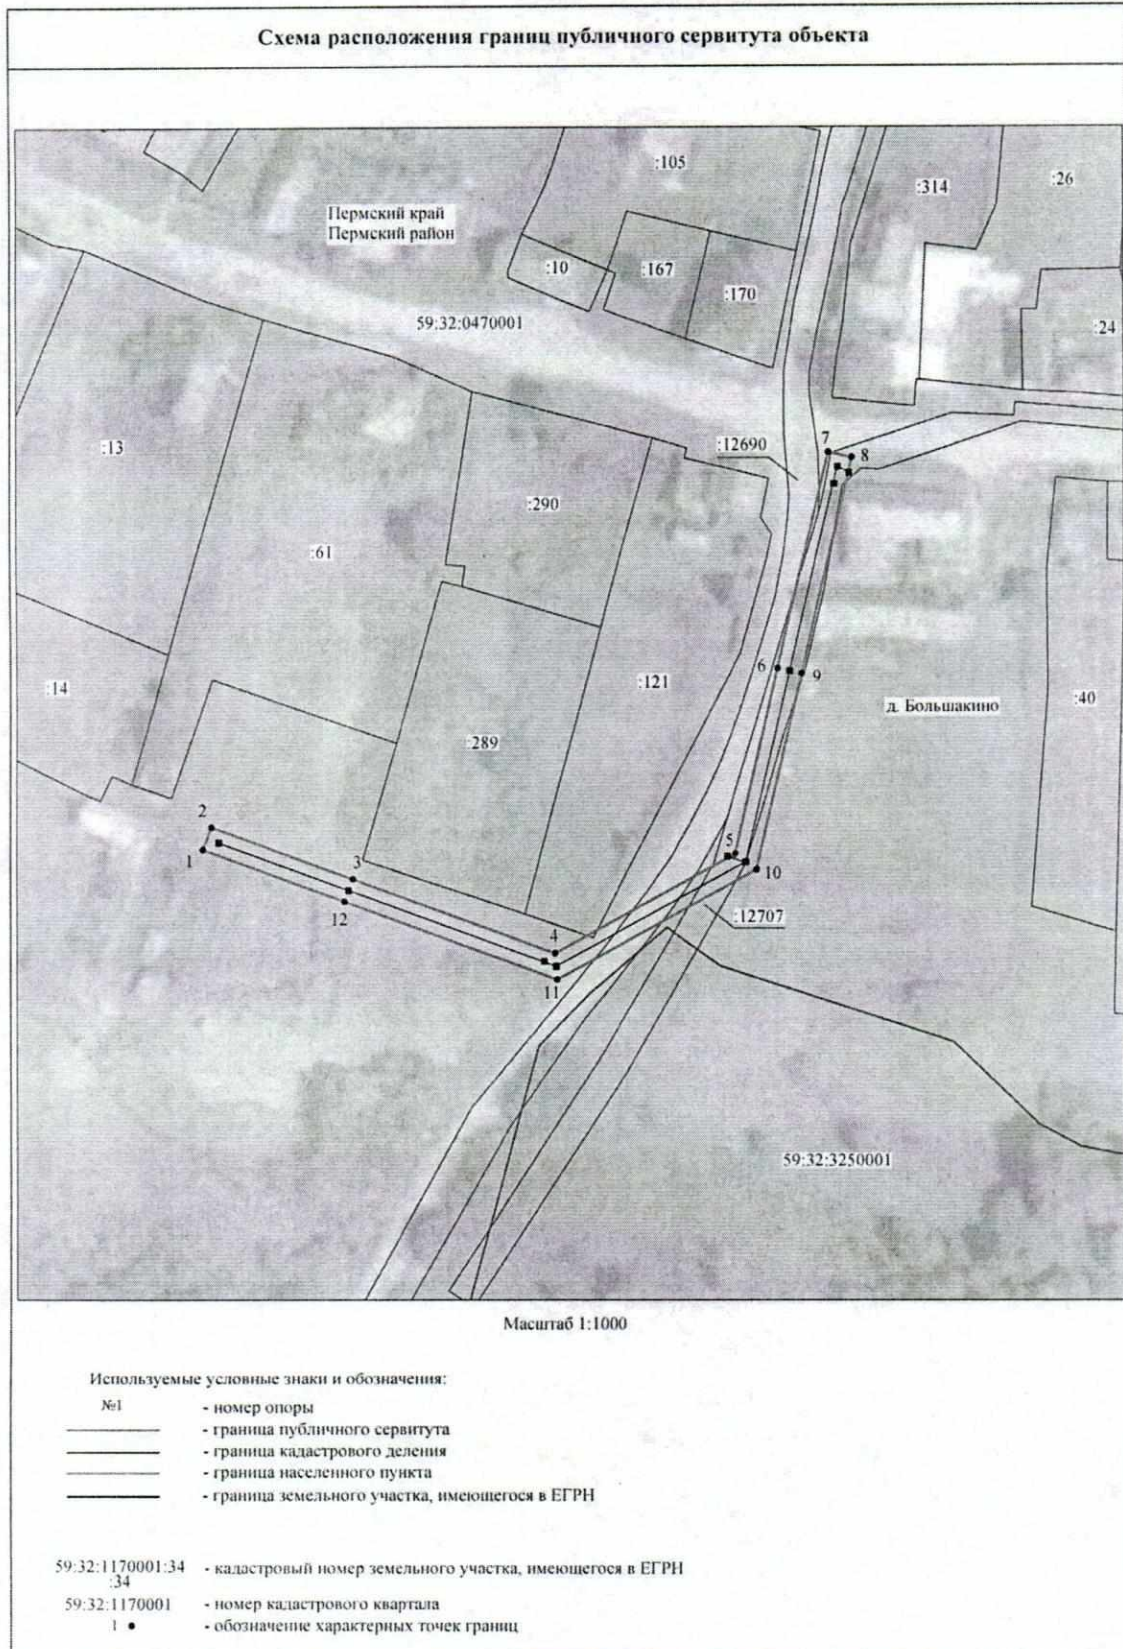 Схема расположения границ публичного сервитута объекта
:105
:314
:26
Пермский край
Пермский район
:10
:167
:170
59:32:0470001
:24
:13
:12690
7
8
:290
:61
6
9
:14
:121
д. Большакино
:40
:289
2
1
3
5
10
12
:12707
4
11
59:32:3250001
Масштаб 1:1000
Используемые условные знаки и обозначения:
№1 - номер опоры
- граница публичного сервитута
- граница кадастрового деления
- граница населенного пункта
- граница земельного участка, имеющегося в ЕГРН
59:32:1170001:34 - кадастровый номер земельного участка, имеющегося в ЕГРН
:34
59:32:1170001 - номер кадастрового квартала
1 ● - обозначение характерных точек границ